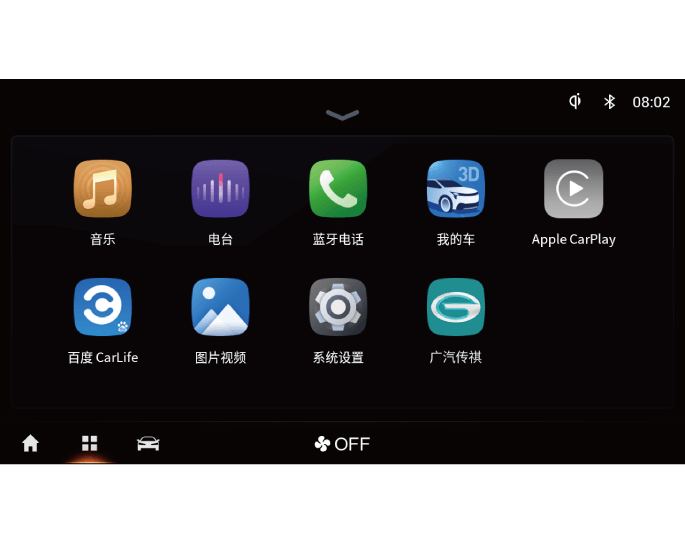 08:02
3D
音乐
电台
蓝牙电话
我的车
Apple CarPlay
百度 CarLife
图片视频
系统设置
广汽传祺
OFF